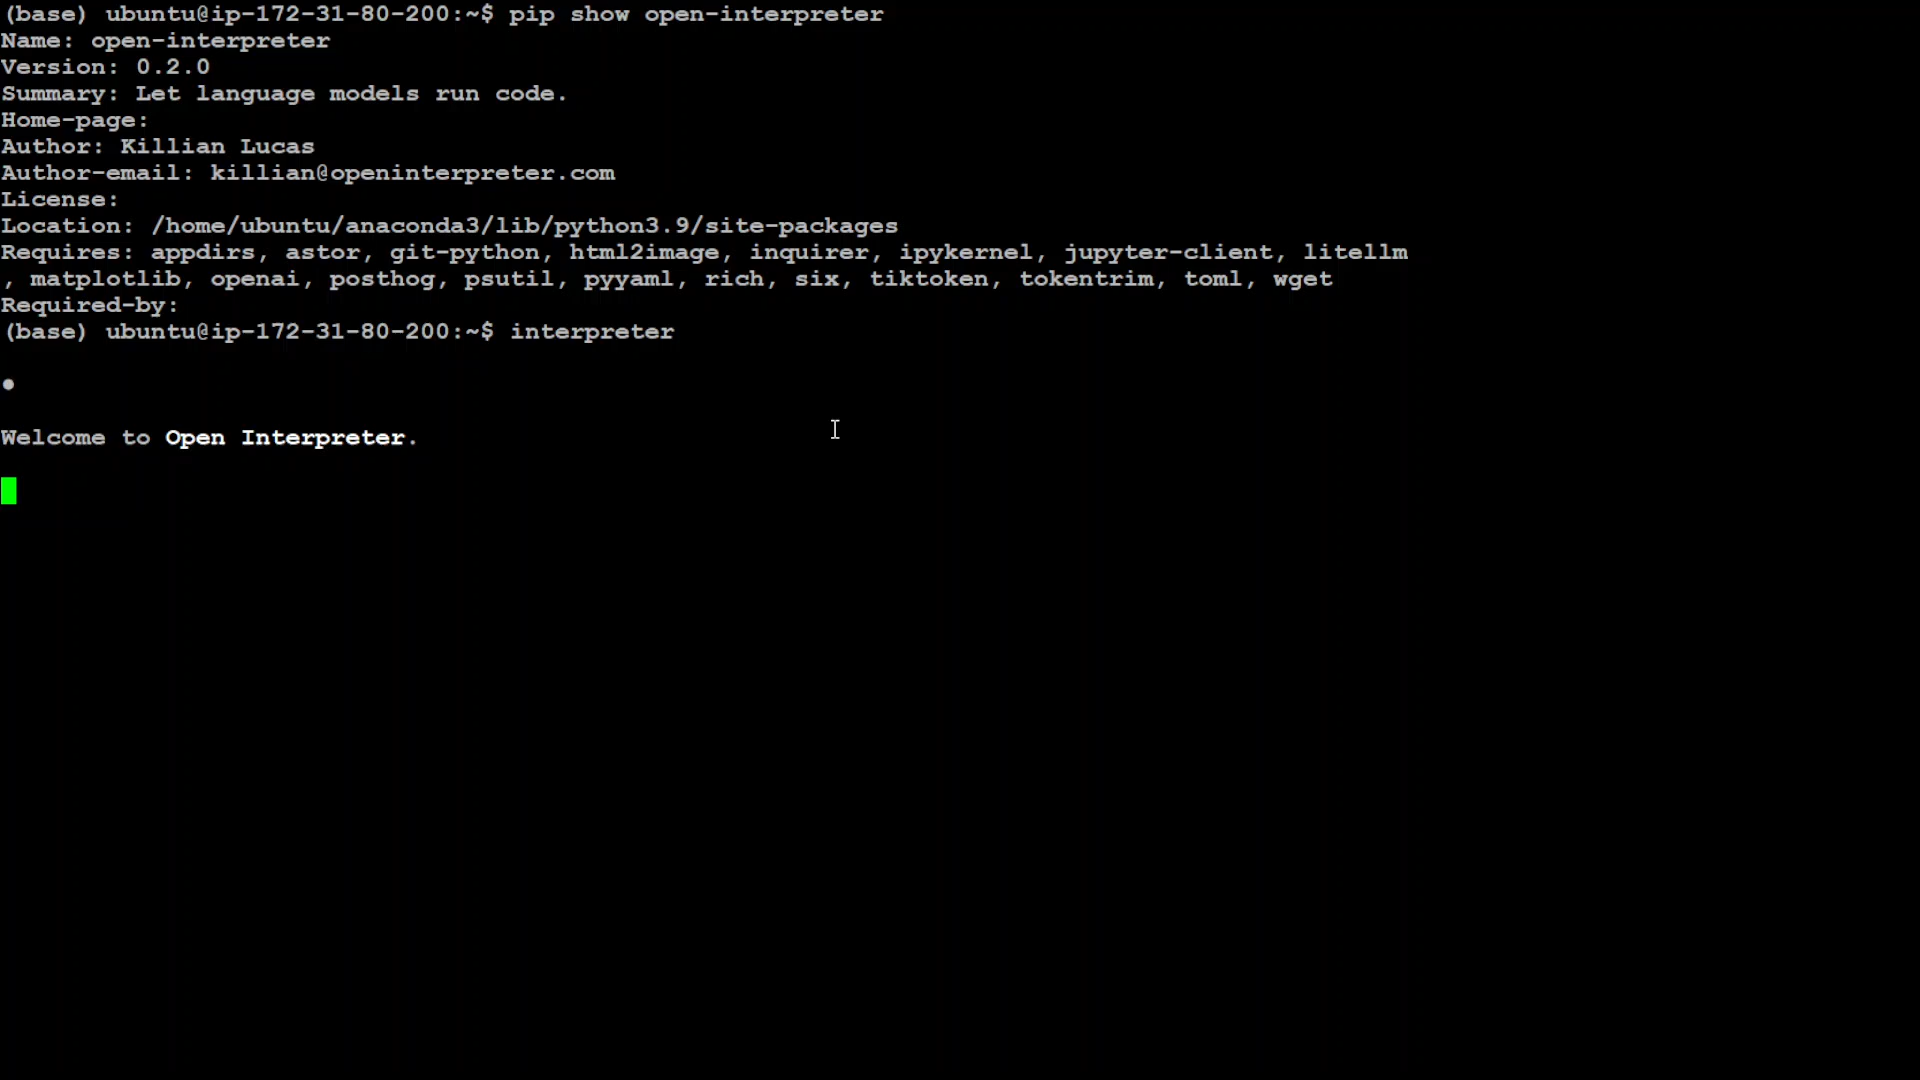 (base) ubuntu@ip-172-31-80-200:~$ pip show open-interpreter
Name: open-interpreter
Version: 0.2.0
Summary: Let language models run code.
Home-page:
Author: Killian Lucas
Author-email: killian@openinterpreter.com
License:
Location: /home/ubuntu/anaconda3/lib/python3.9/site-packages
Requires: appdirs, astor, git-python, html2image, inquirer, ipykernel, jupyter-client, litellm
, matplotlib, openai, posthog, psutil, pyyaml, rich, six, tiktoken, tokentrim, toml, wget
Required-by:
(base) ubuntu@ip-172-31-80-200:~$ interpreter
●
Welcome to Open Interpreter.